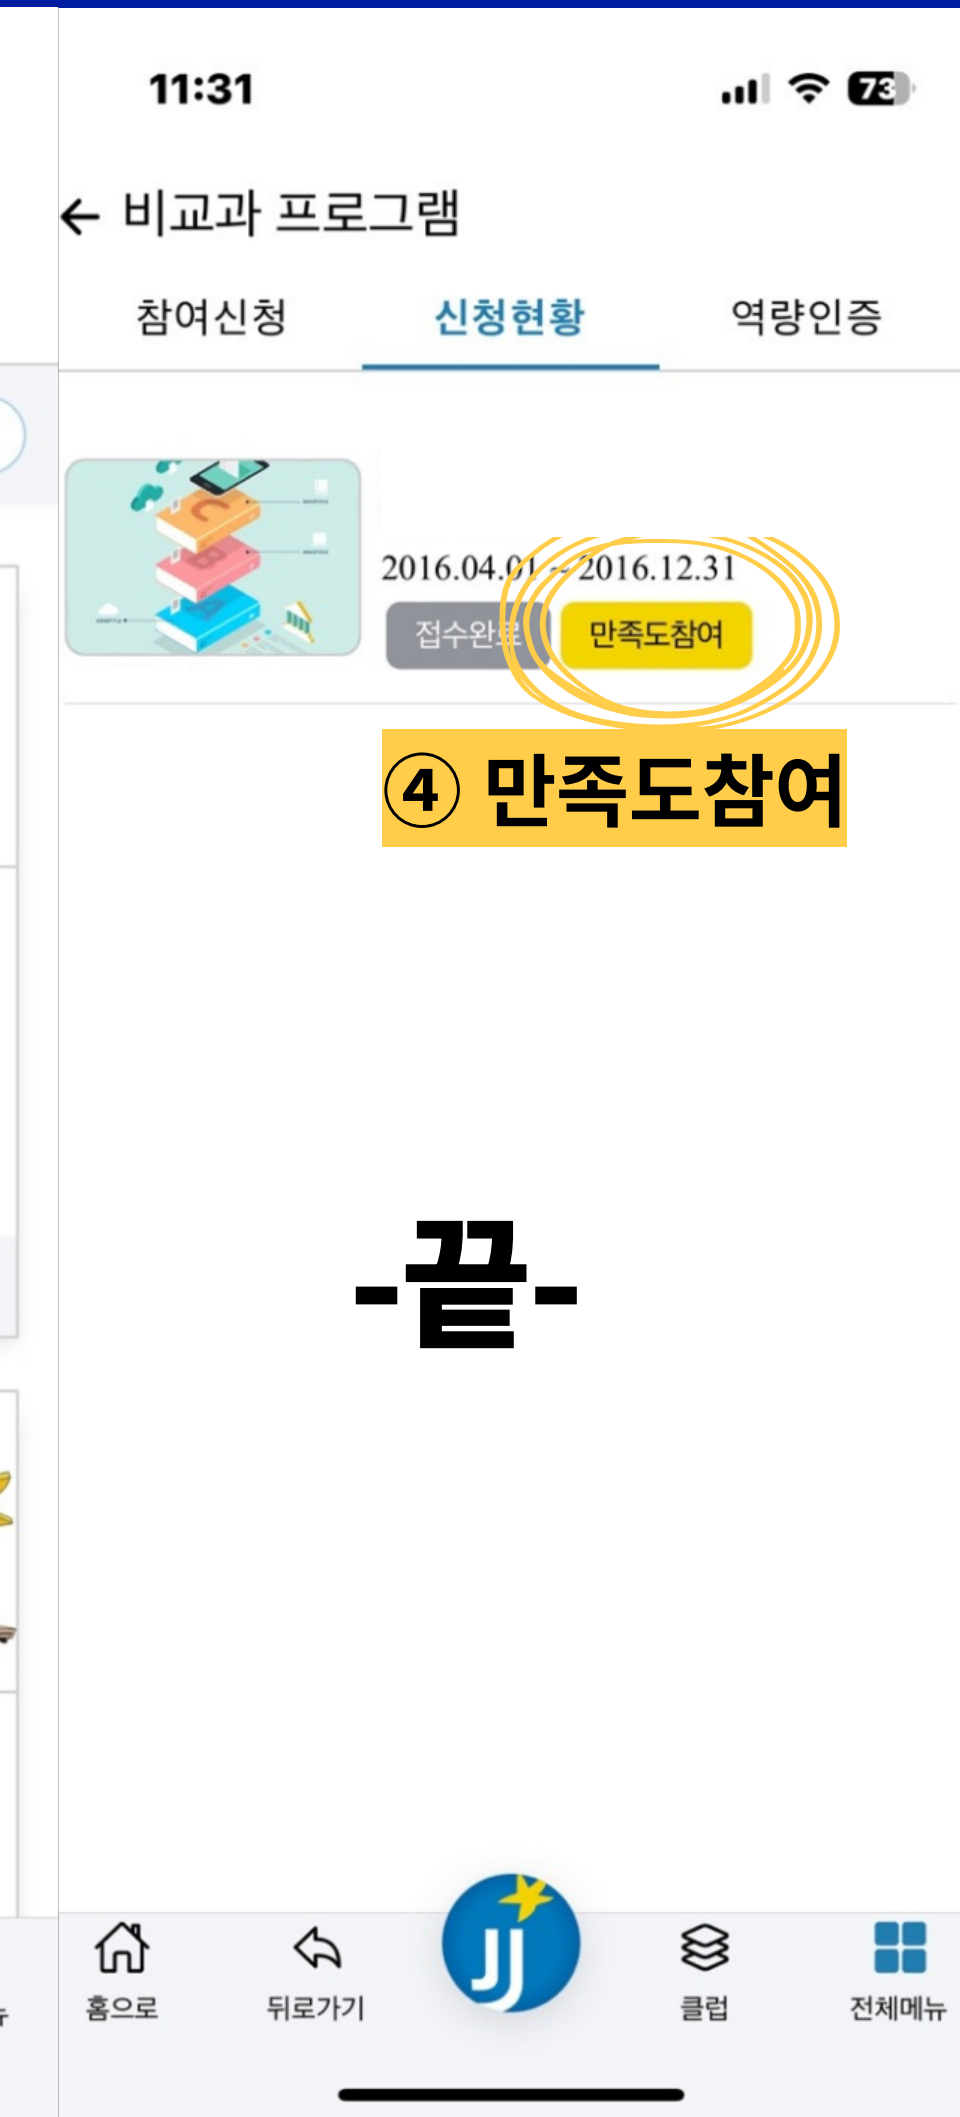 11:31
73
← 비교과 프로그램
참여신청 신청현황 역량인증
C
B
A
2016.04.01 ~ 2016.12.31
접수완료 만족도참여
④ 만족도참여
-끝-
JJ
홈으로 뒤로가기 클럽 전체메뉴